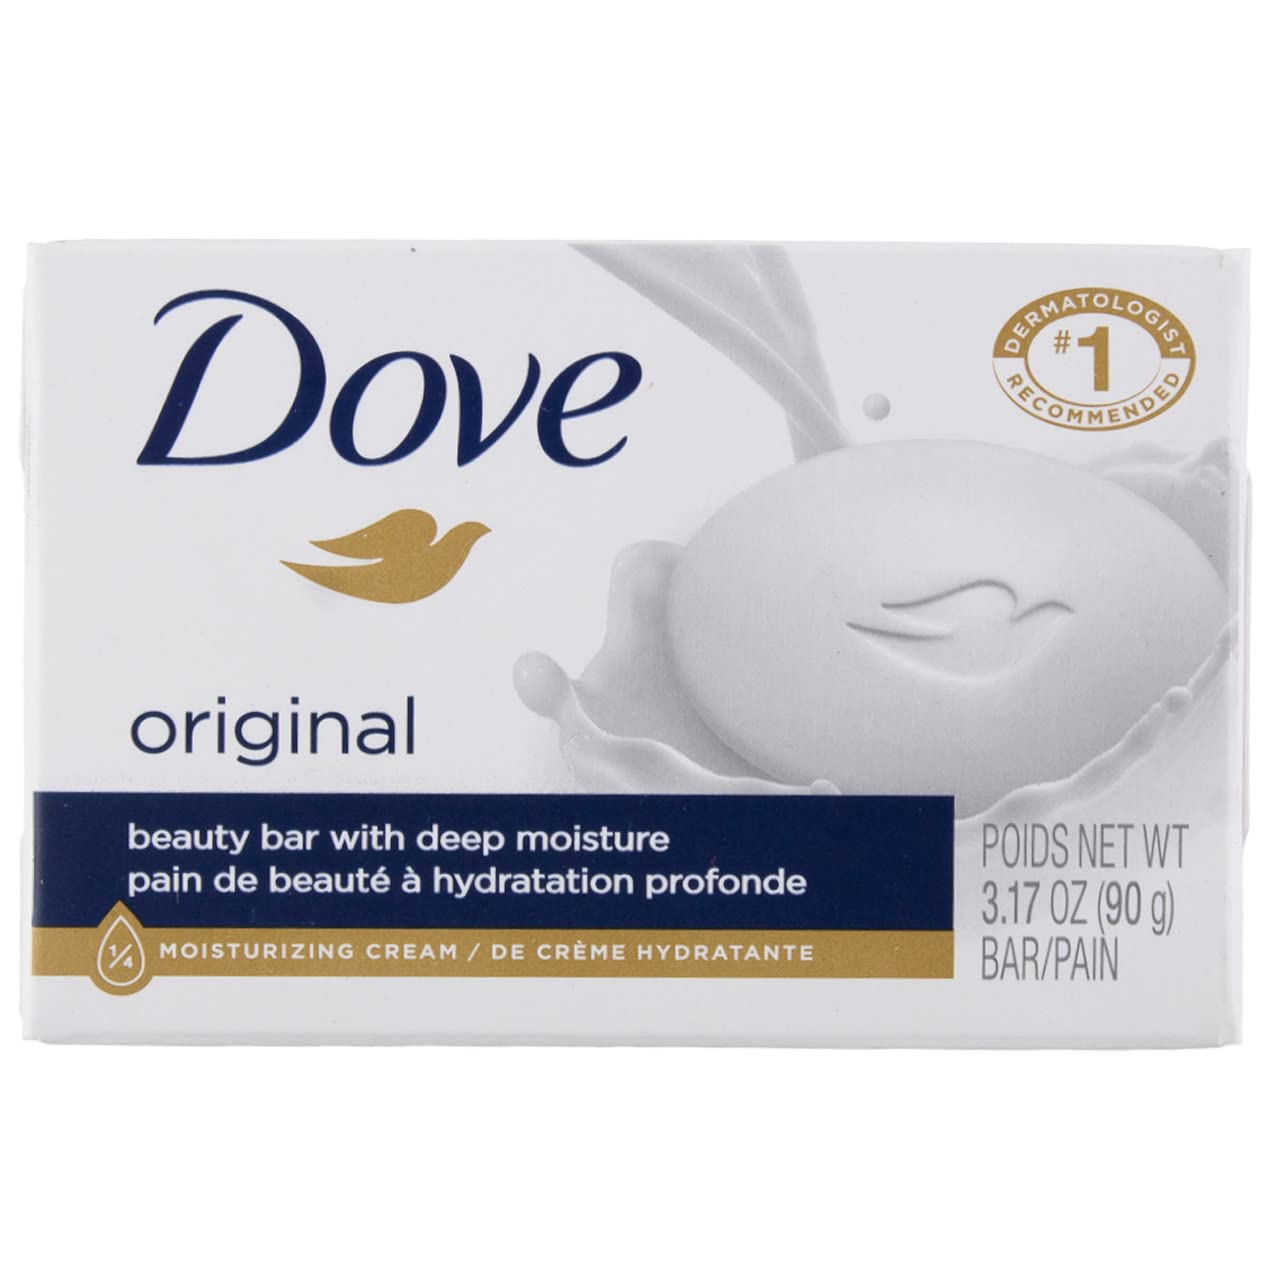 Dove
DERMATOLOGIST
#1
RECOMMENDED
original
beauty bar with deep moisture
pain de beauté à hydratation profonde
1/4 MOISTURIZING CREAM / DE CRÈME HYDRATANTE
POIDS NET WT
3.17 OZ (90 g)
BAR/PAIN